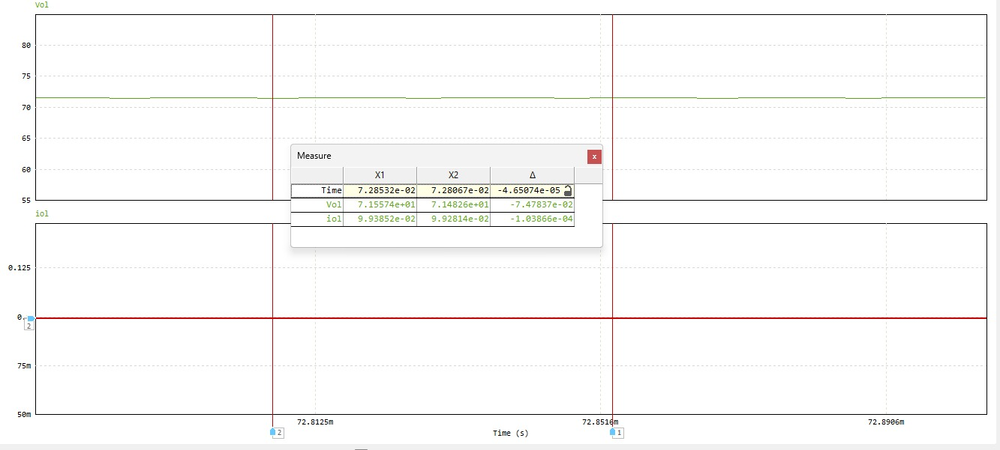 Vol
80
75
70
65
60
55
Measure
x
X1 X2 Δ
Time 7.28532e-02 7.28067e-02 -4.65074e-05
Vol 7.15574e+01 7.14826e+01 -7.47837e-02
iol 9.93852e-02 9.92814e-02 -1.03866e-04
iol
0.125
0.
2
75m
50m
72.8125m 72.8516m 72.8906m
2 Time (s) 1